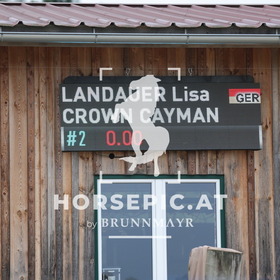 LANDAUER Lisa
GER
CROWN CAYMAN
#2 0.00
HORSEPIC.AT
by BRUNNMAYR